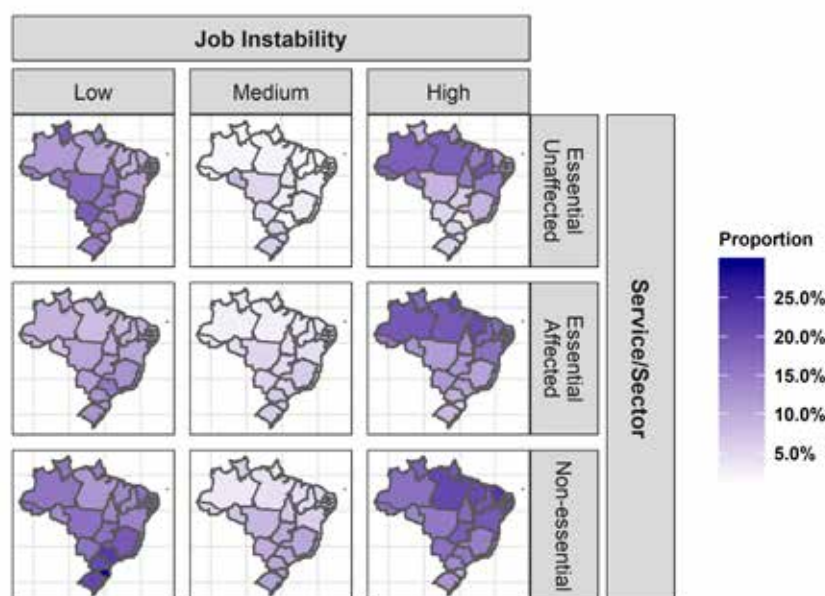 Job Instability
Low
Medium
High
Essential
Unaffected
Essential
Affected
Non-essential
Service/Sector
Proportion
25.0%
20.0%
15.0%
10.0%
5.0%